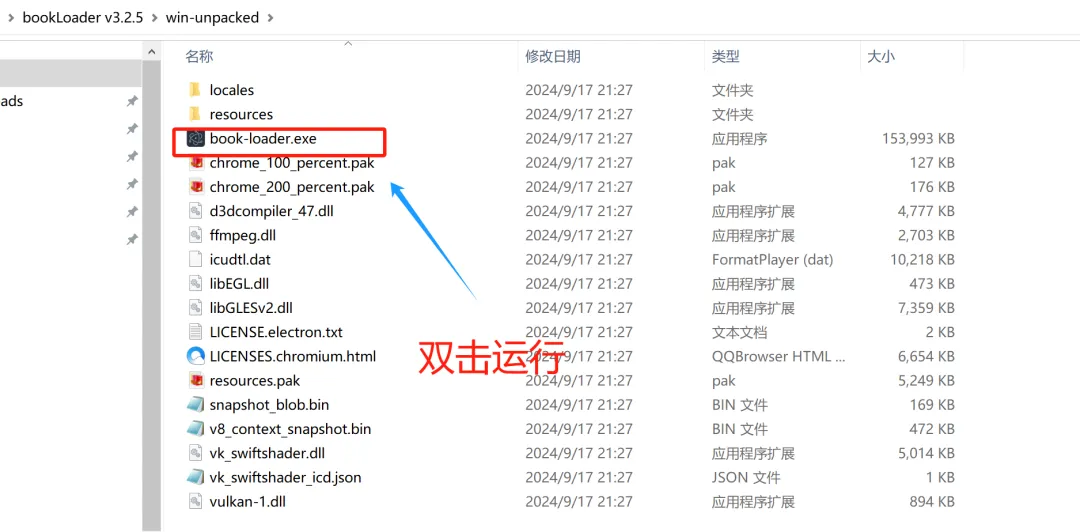 bookLoader v3.2.5 > win-unpacked >
名称 修改日期 类型 大小
ads
locales 2024/9/17 21:27 文件夹
resources 2024/9/17 21:27 文件夹
book-loader.exe 2024/9/17 21:27 应用程序 153,993 KB
chrome_100_percent.pak 2024/9/17 21:27 pak 127 KB
chrome_200_percent.pak 2024/9/17 21:27 pak 176 KB
d3dcompiler_47.dll 2024/9/17 21:27 应用程序扩展 4,777 KB
ffmpeg.dll 2024/9/17 21:27 应用程序扩展 2,703 KB
icudtl.dat 2024/9/17 21:27 FormatPlayer (dat) 10,218 KB
libEGL.dll 2024/9/17 21:27 应用程序扩展 473 KB
libGLESv2.dll 2024/9/17 21:27 应用程序扩展 7,359 KB
LICENSE.electron.txt 2024/9/17 21:27 文本文档 2 KB
LICENSES.chromium.html 2024/9/17 21:27 QQBrowser HTML ... 6,654 KB
双击运行
resources.pak 2024/9/17 21:27 pak 5,249 KB
snapshot_blob.bin 2024/9/17 21:27 BIN 文件 169 KB
v8_context_snapshot.bin 2024/9/17 21:27 BIN 文件 472 KB
vk_swiftshader.dll 2024/9/17 21:27 应用程序扩展 5,014 KB
vk_swiftshader_icd.json 2024/9/17 21:27 JSON 文件 1 KB
vulkan-1.dll 2024/9/17 21:27 应用程序扩展 894 KB